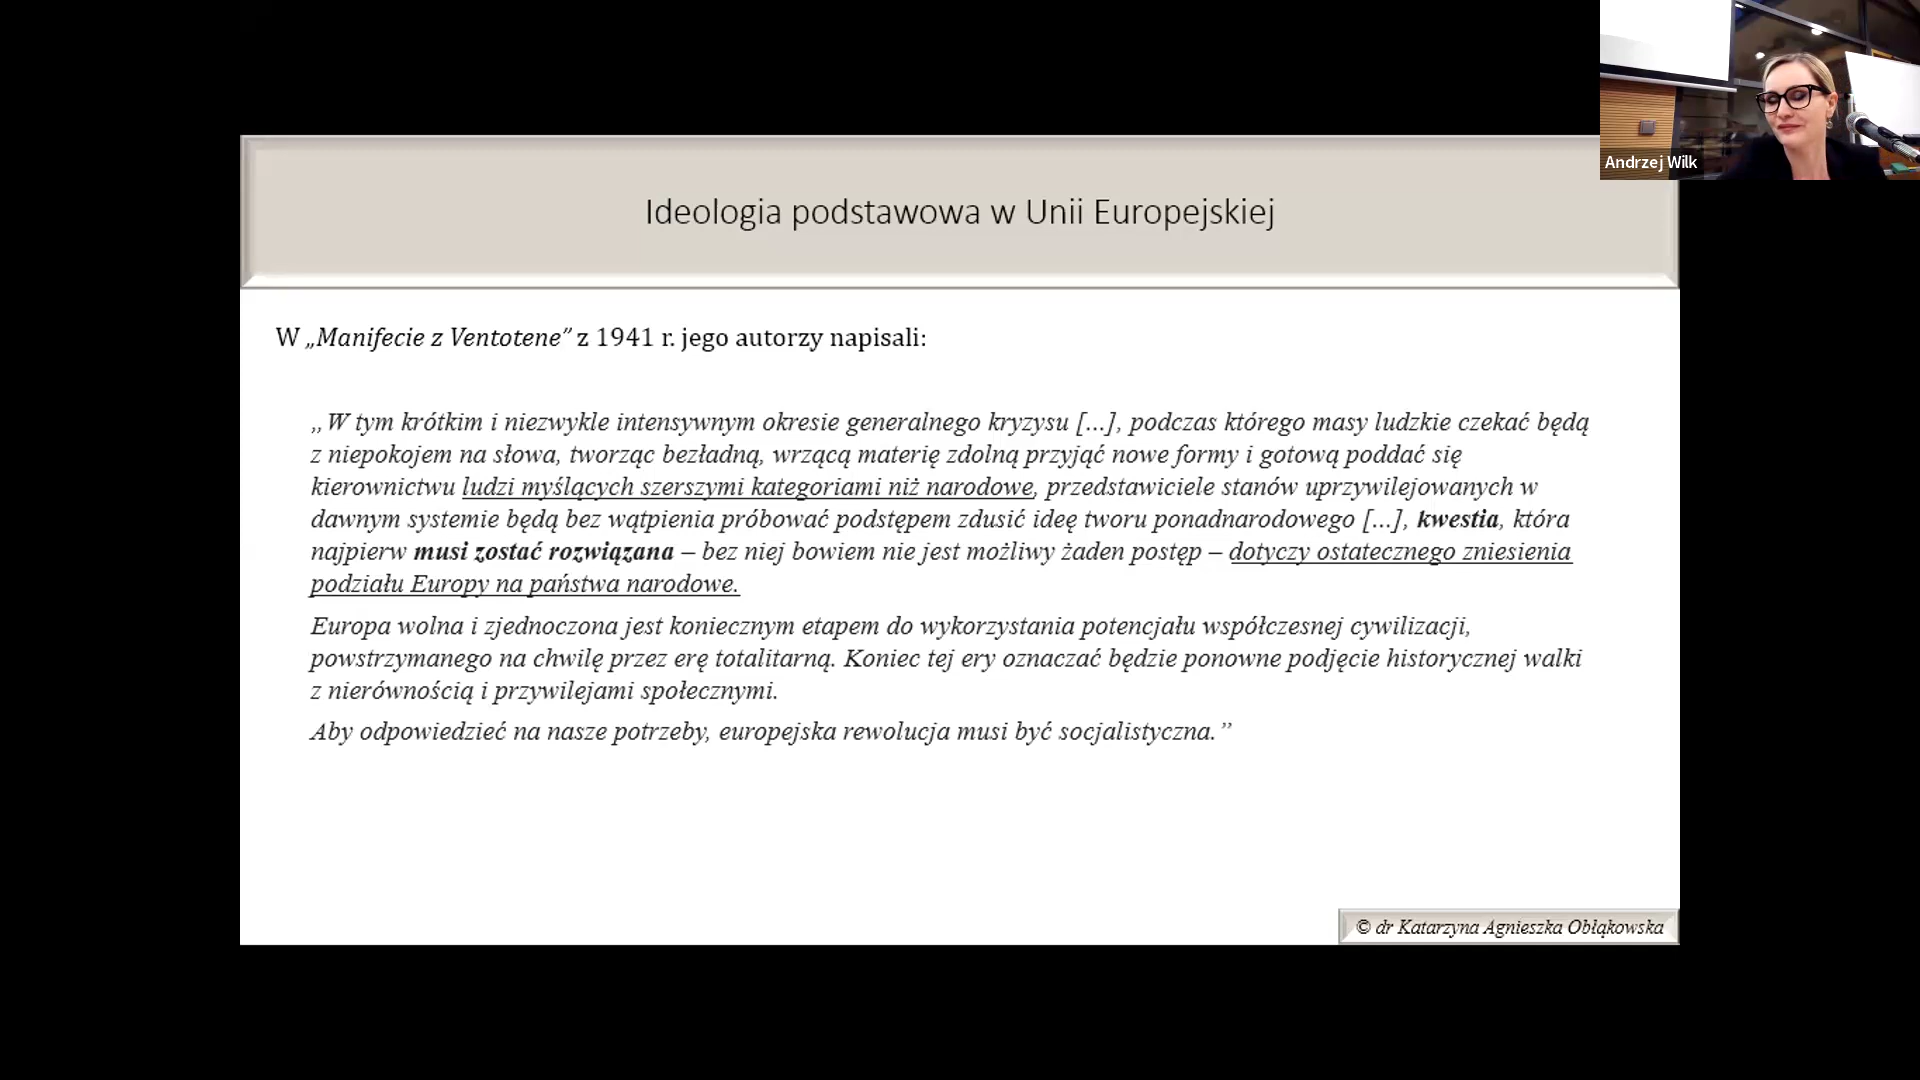 Andrzej Wilk
Ideologia podstawowa w Unii Europejskiej
W „Manifecie z Ventotene” z 1941 r. jego autorzy napisali:
„W tym krótkim i niezwykle intensywnym okresie generalnego kryzysu [...], podczas którego masy ludzkie czekać będą
z niepokojem na słowa, tworząc bezładną, wrzącą materię zdolną przyjąć nowe formy i gotową poddać się
kierownictwu ludzi myślących szerszymi kategoriami niż narodowe, przedstawiciele stanów uprzywilejowanych w
dawnym systemie będą bez wątpienia próbować podstępem zdusić ideę tworu ponadnarodowego [...], kwestia, która
najpierw musi zostać rozwiązana – bez niej bowiem nie jest możliwy żaden postęp – dotyczy ostatecznego zniesienia
podziału Europy na państwa narodowe.
Europa wolna i zjednoczona jest koniecznym etapem do wykorzystania potencjału współczesnej cywilizacji,
powstrzymanego na chwilę przez erę totalitarną. Koniec tej ery oznaczać będzie ponowne podjęcie historycznej walki
z nierównością i przywilejami społecznymi.
Aby odpowiedzieć na nasze potrzeby, europejska rewolucja musi być socjalistyczna.”
© dr Katarzyna Agnieszka Obłąkowska